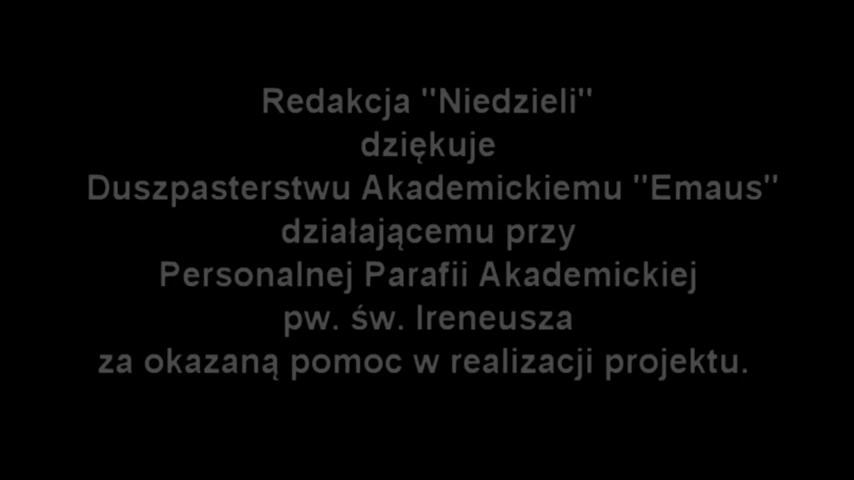 Redakcja "Niedzieli"
dziękuje
Duszpasterstwu Akademickiemu "Emaus"
działającemu przy
Personalnej Parafii Akademickiej
pw. św. Ireneusza
za okazaną pomoc w realizacji projektu.